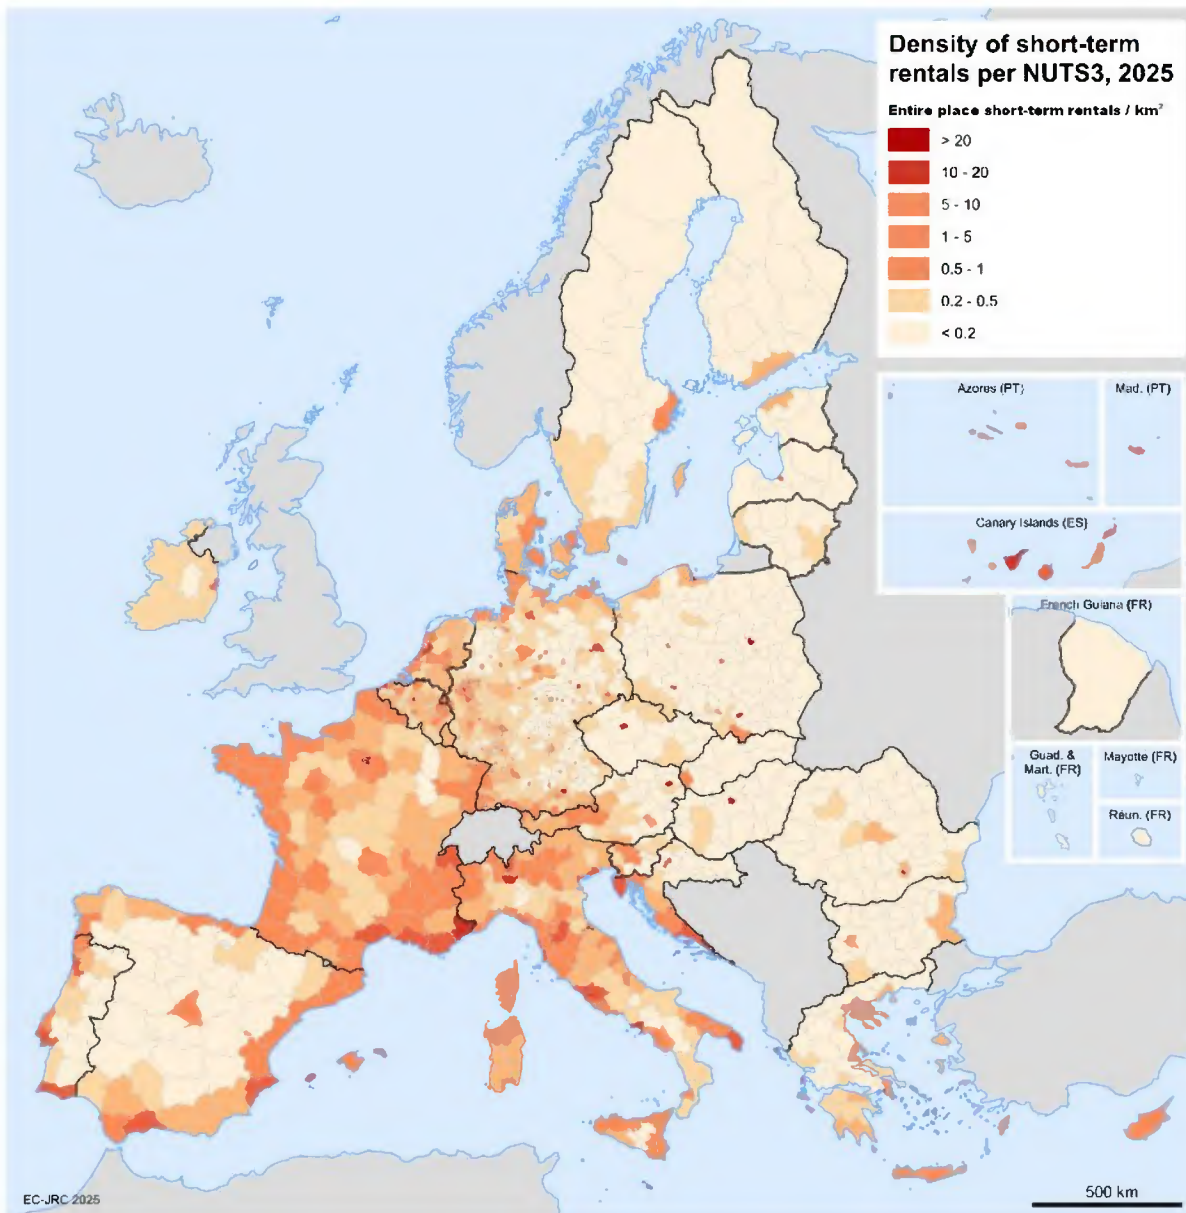 Density of short-term
rentals per NUTS3, 2025
Entire place short-term rentals / km²
> 20
10 - 20
5 - 10
1 - 5
0.5 - 1
0.2 - 0.5
< 0.2
Azores (PT)
Mad. (PT)
Canary Islands (ES)
French Guiana (FR)
Guad. &
Mart. (FR)
Mayotte (FR)
Réun. (FR)
EC-JRC 2025
500 km